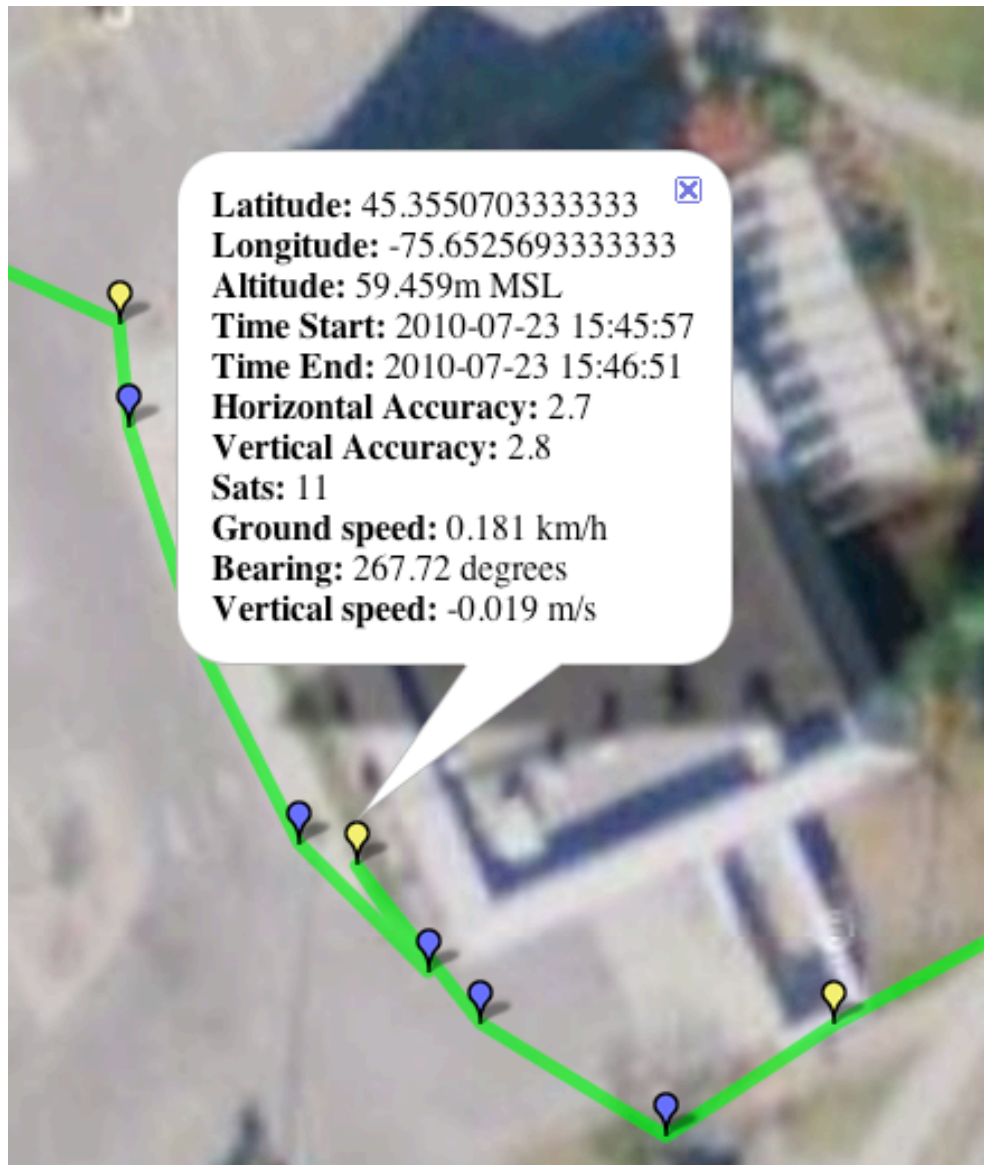 Latitude: 45.3550703333333
Longitude: -75.6525693333333
Altitude: 59.459m MSL
Time Start: 2010-07-23 15:45:57
Time End: 2010-07-23 15:46:51
Horizontal Accuracy: 2.7
Vertical Accuracy: 2.8
Sats: 11
Ground speed: 0.181 km/h
Bearing: 267.72 degrees
Vertical speed: -0.019 m/s